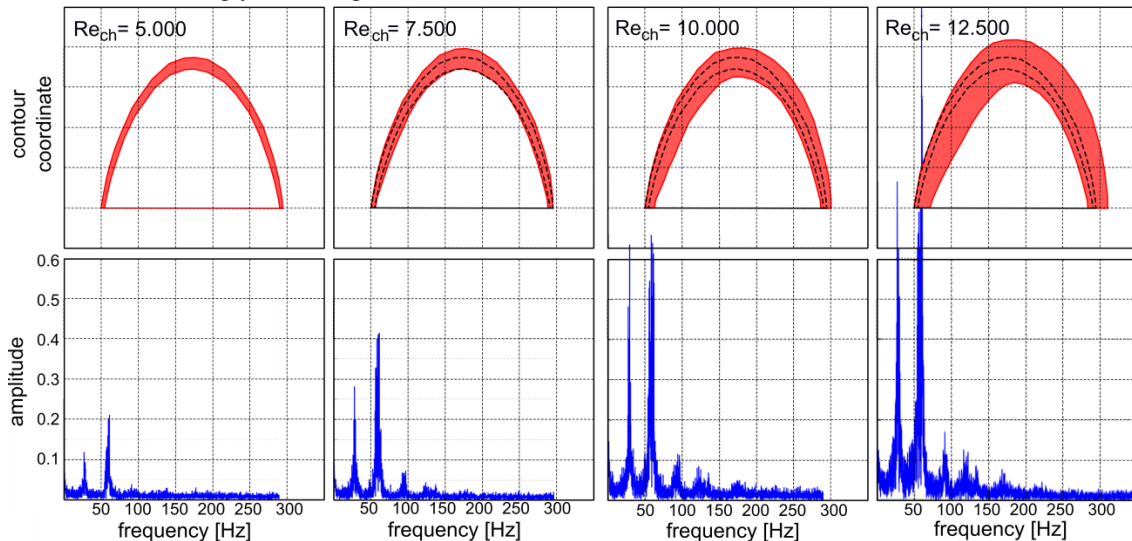 Re_ch= 5.000
Re_ch= 7.500
Re_ch= 10.000
Re_ch= 12.500
contour
coordinate
0.6
0.5
0.4
0.3
0.2
0.1
amplitude
50 100 150 200 250 300
50 100 150 200 250 300
50 100 150 200 250 300
50 100 150 200 250 300
frequency [Hz]
frequency [Hz]
frequency [Hz]
frequency [Hz]